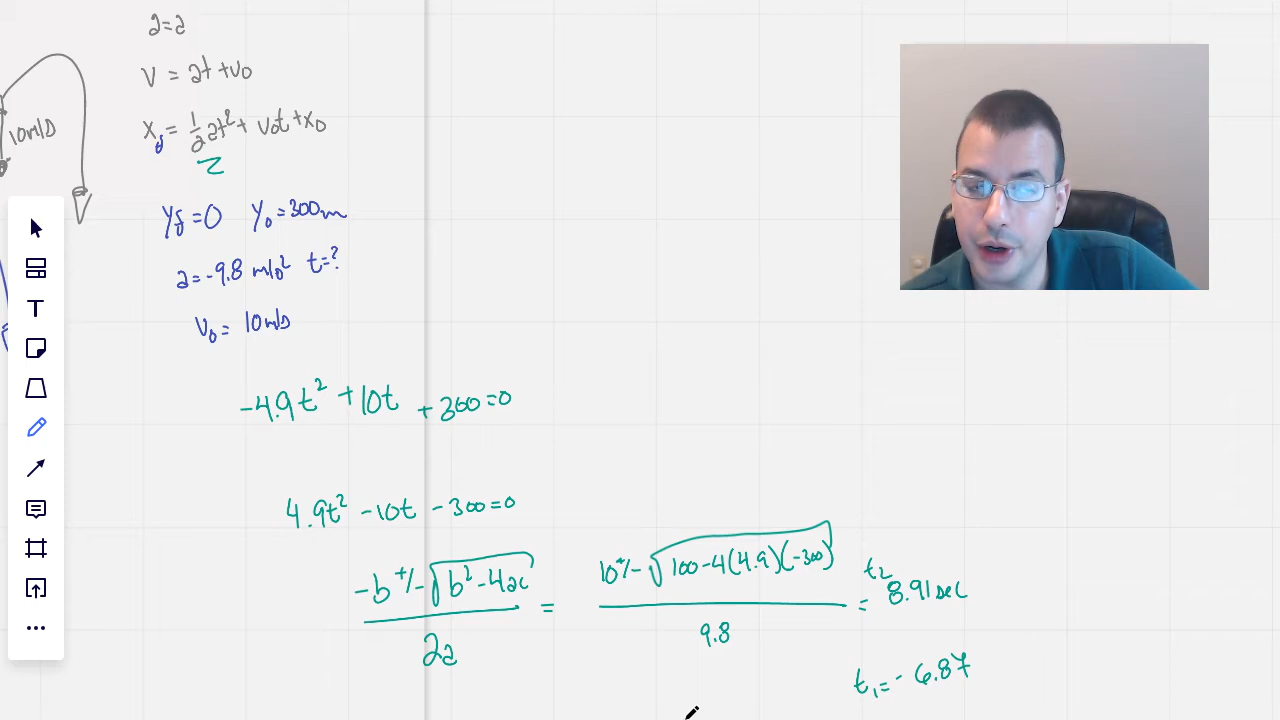 a=a
v = at + v0
10m/s
xf = 1/2 at² + v0t + x0
yf = 0 y0 = 300m
a = -9.8 m/s² t = ?
v0 = 10m/s
-4.9t² + 10t + 300 = 0
4.9t² - 10t - 300 = 0
(-b +/- √(b² - 4ac)) / 2a = (10 +/- √(100 - 4(4.9)(-300))) / 9.8 = t2 8.91 sec
t1 = -6.87
T